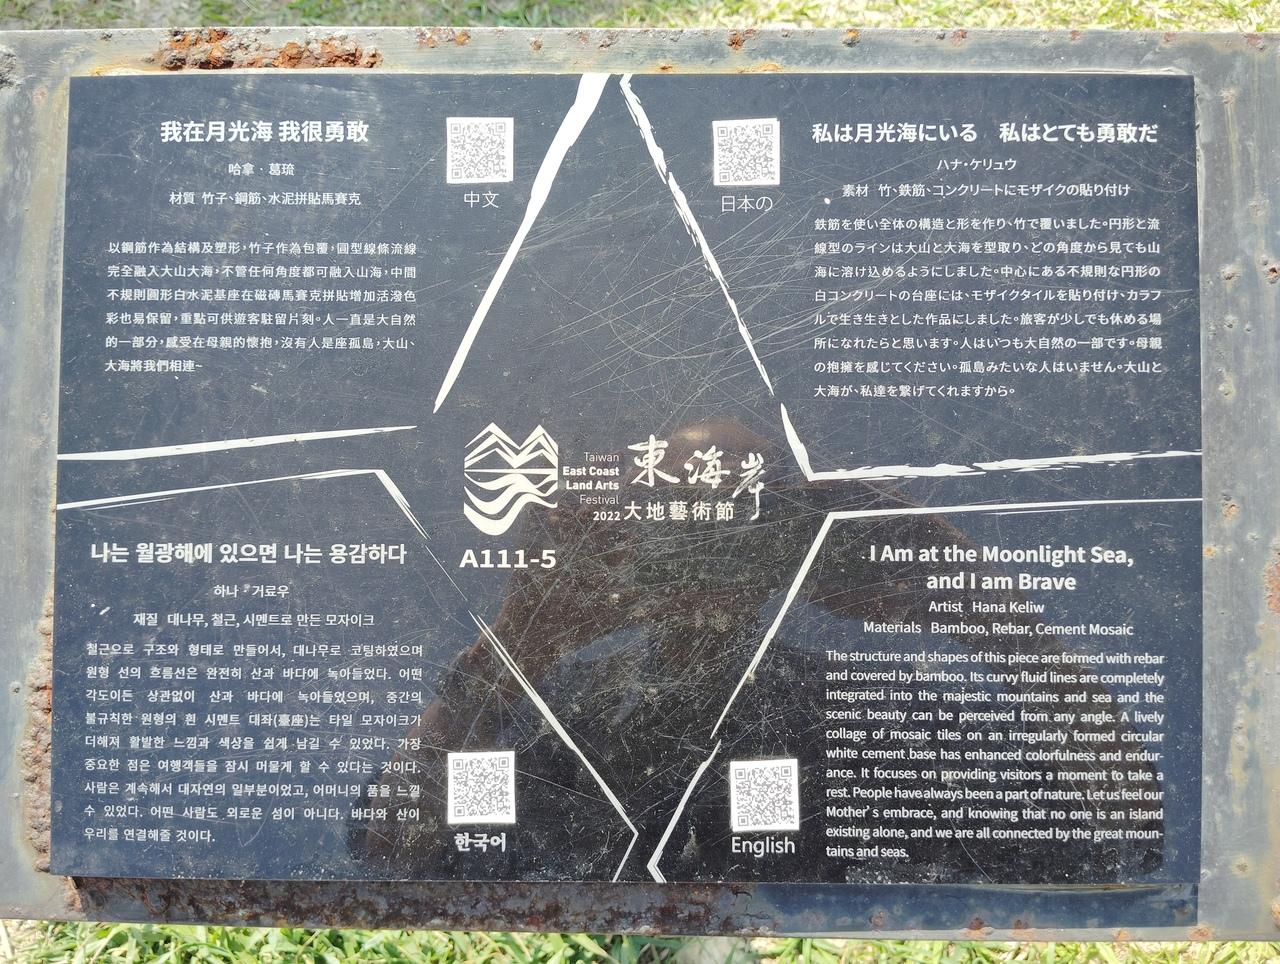 我在月光海 我很勇敢
哈拿·葛琉
材質 竹子、鋼筋、水泥拼貼馬賽克
以鋼筋作為結構及塑形,竹子作為包覆,圓型線條流線
完全融入大山大海,不管任何角度都可融入山海,中間
不規則圓形白水泥基座在磁磚馬賽克拼貼增加活潑色
彩也易保留,重點可供遊客駐留片刻。人一直是大自然
的一部分,感受在母親的懷抱,沒有人是座孤島,大山、
大海將我們相連~
中文
私は月光海にいる 私はとても勇敢だ
ハナ・ケリュウ
素材 竹、鉄筋、コンクリートにモザイクの貼り付け
鉄筋を使い全体の構造と形を作り、竹で覆いました。円形と流
線型のラインは大山と大海を型取り、どの角度から見ても山
海に溶け込めるようにしました。中心にある不規則な円形の
白コンクリートの台座には、モザイクタイルを貼り付け、カラフ
ルで生き生きとした作品にしました。旅客が少しでも休める場
所になれたらと思います。人はいつも大自然の一部です。母親
の抱擁を感じてください。孤島みたいな人はいません。大山と
大海が、私達を繋げてくれますから。
日本の
Taiwan
East Coast
Land Arts
Festival
2022
東海岸
大地藝術節
A111-5
나는 월광해에 있으면 나는 용감하다
하나·거료우
재질 대나무, 철근, 시멘트로 만든 모자이크
철근으로 구조와 형태로 만들어서, 대나무로 코팅하였으며
원형 선의 흐름선은 완전히 산과 바다에 녹아들었다. 어떤
각도이든 상관없이 산과 바다에 녹아들었으며, 중간의
불규칙한 원형의 흰 시멘트 대좌(臺座)는 타일 모자이크가
더해져 활발한 느낌과 색상을 쉽게 남길 수 있었다. 가장
중요한 점은 여행객들을 잠시 머물게 할 수 있다는 것이다.
사람은 계속해서 대자연의 일부분이었고, 어머니의 품을 느낄
수 있었다. 어떤 사람도 외로운 섬이 아니다. 바다와 산이
우리를 연결해줄 것이다.
한국어
I Am at the Moonlight Sea,
and I am Brave
Artist Hana Keliw
Materials Bamboo, Rebar, Cement Mosaic
The structure and shapes of this piece are formed with rebar
and covered by bamboo. Its curvy fluid lines are completely
integrated into the majestic mountains and sea and the
scenic beauty can be perceived from any angle. A lively
collage of mosaic tiles on an irregularly formed circular
white cement base has enhanced colorfulness and endur-
ance. It focuses on providing visitors a moment to take a
rest. People have always been a part of nature. Let us feel our
Mother's embrace, and knowing that no one is an island
existing alone, and we are all connected by the great moun-
tains and seas.
English